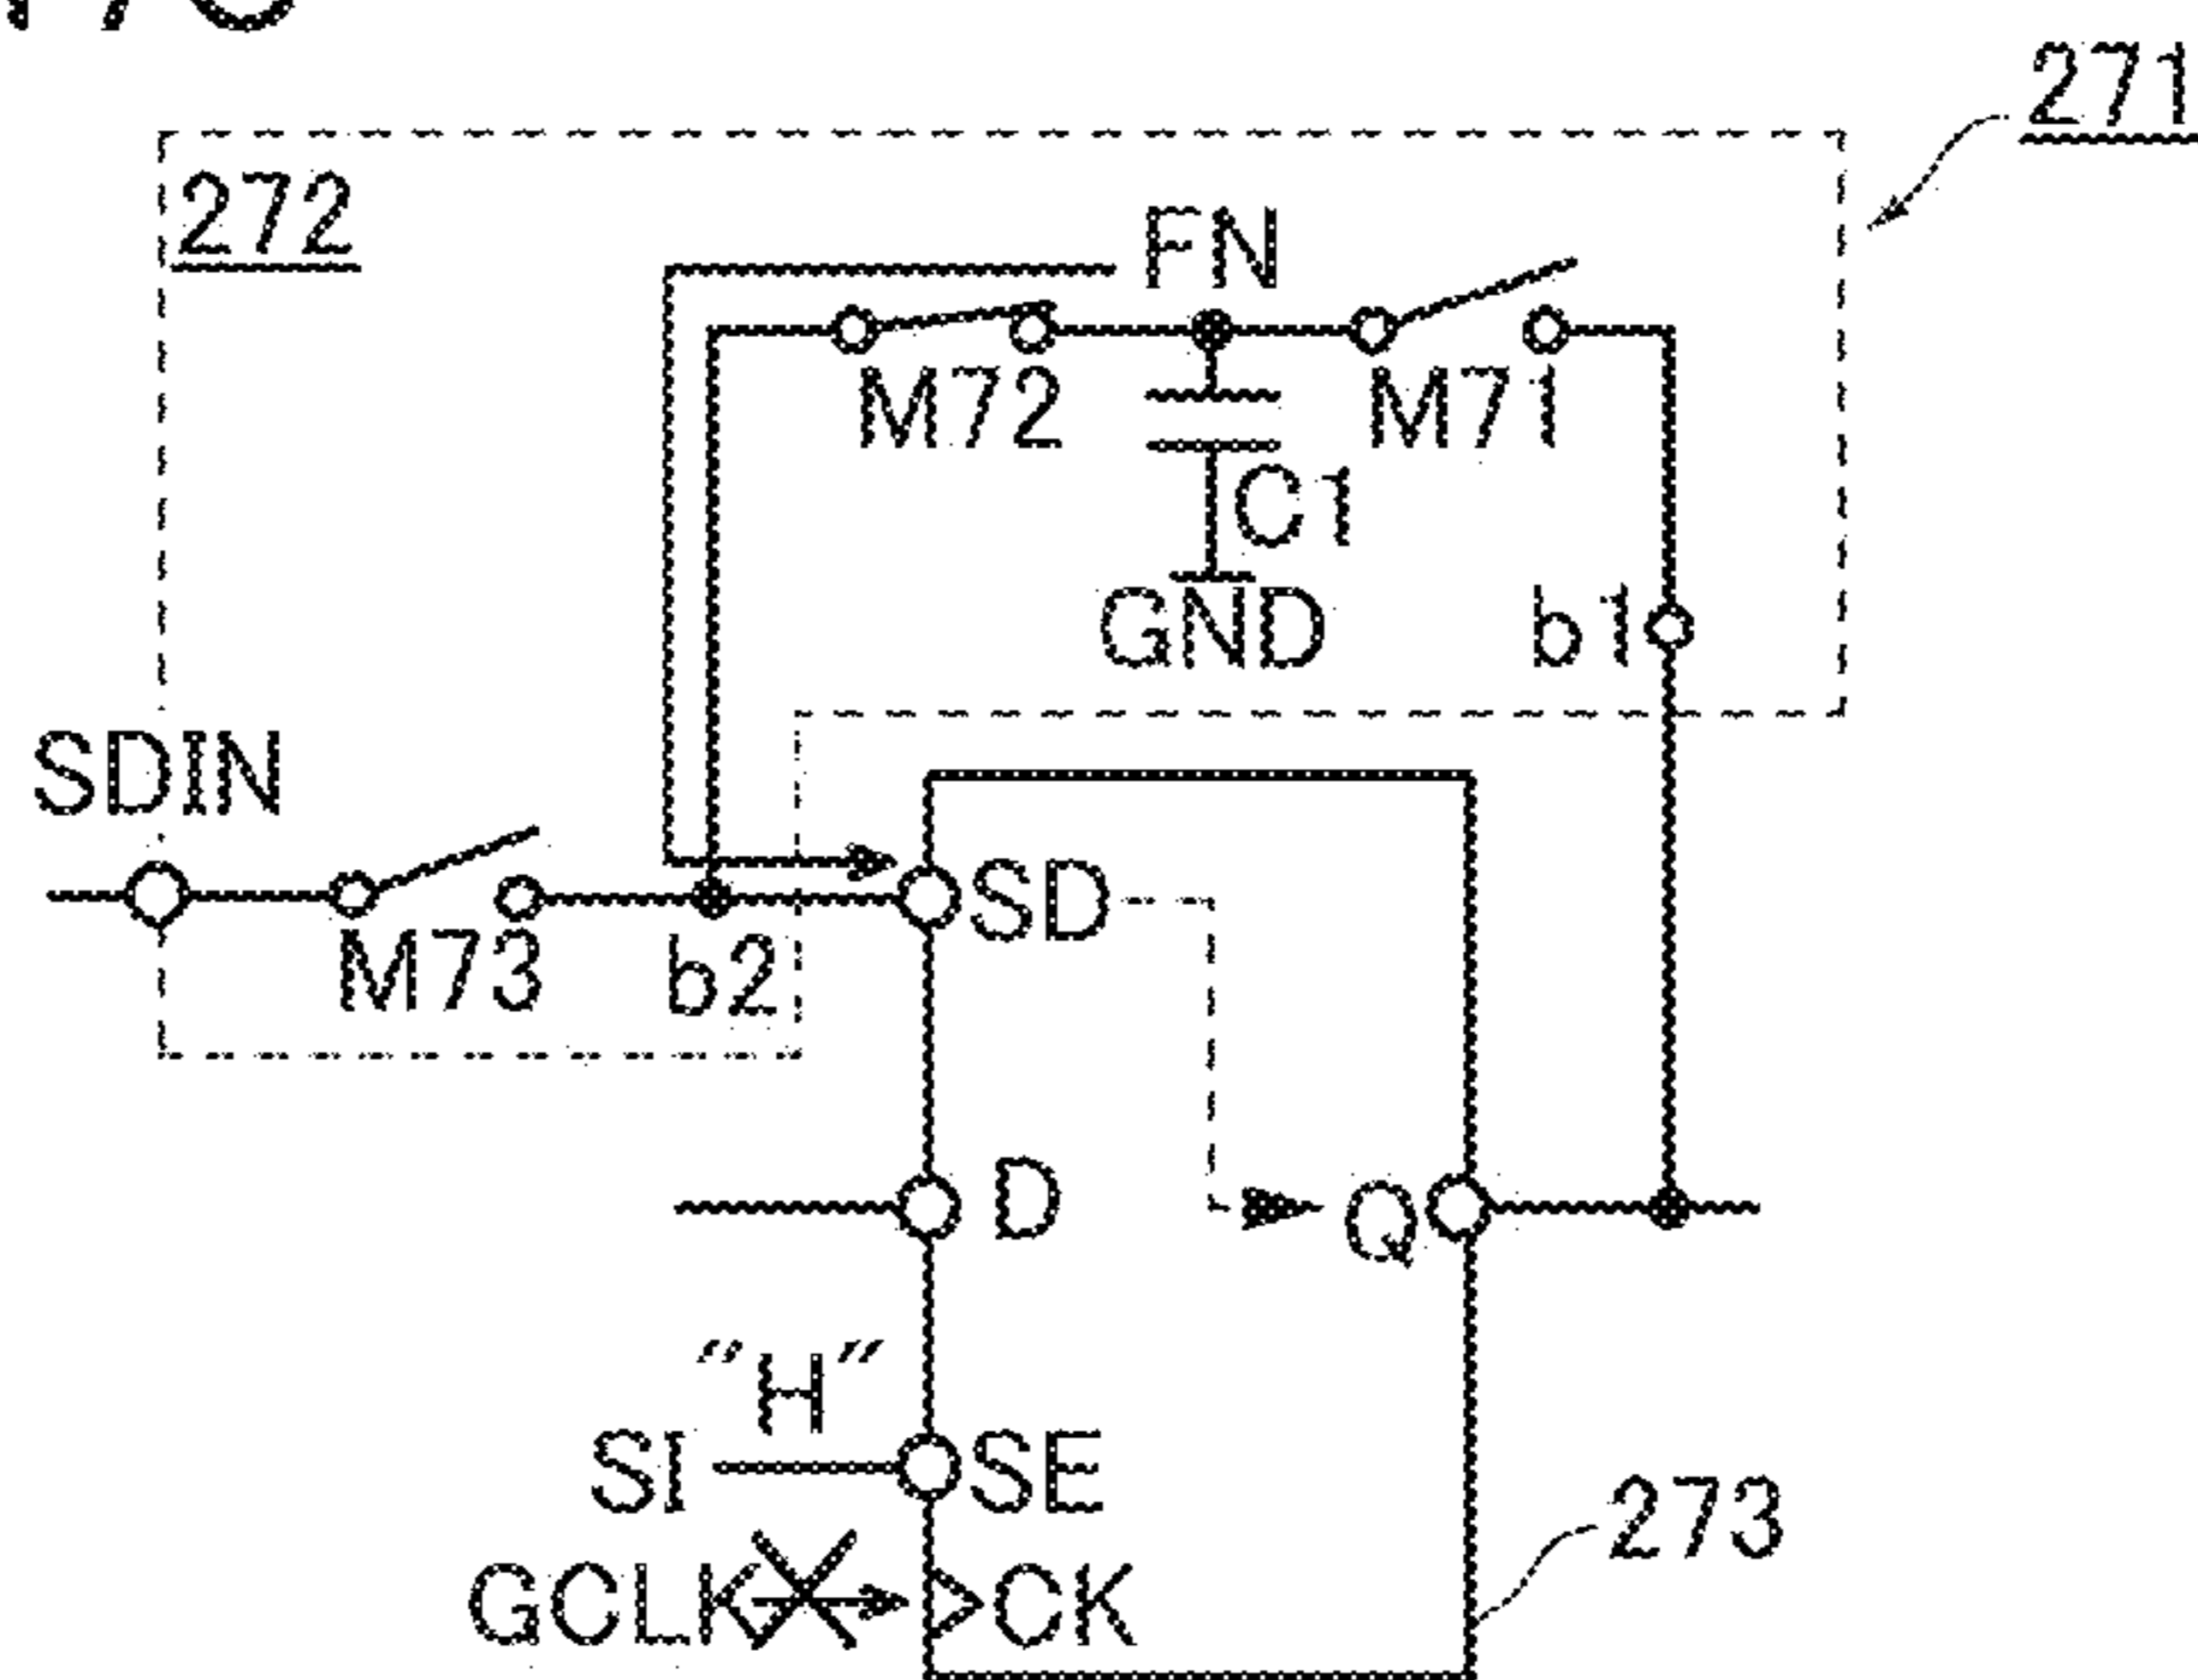 271
272
FN
M72
M71
C1
GND
b1
SDIN
SD
M73
b2
D
Q
"H"
SI
SE
273
GCLK
CK